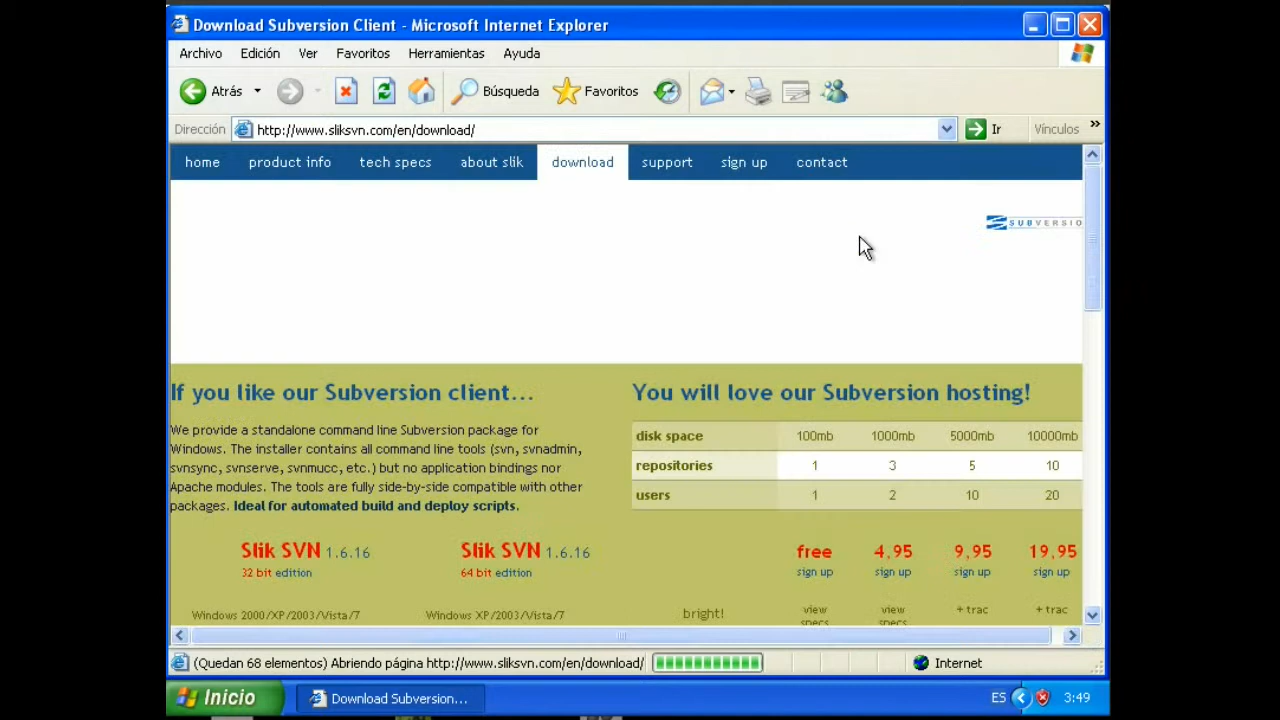 Download Subversion Client - Microsoft Internet Explorer
Archivo Edición Ver Favoritos Herramientas Ayuda
Atrás Búsqueda Favoritos
Dirección http://www.sliksvn.com/en/download/ Ir Vínculos »
home product info tech specs about slik download support sign up contact
SUBVERSIO
If you like our Subversion client...
We provide a standalone command line Subversion package for
Windows. The installer contains all command line tools (svn, svnadmin,
svnsync, svnserve, svnmucc, etc.) but no application bindings nor
Apache modules. The tools are fully side-by-side compatible with other
packages. Ideal for automated build and deploy scripts.
Slik SVN 1.6.16 Slik SVN 1.6.16
32 bit edition 64 bit edition
Windows 2000/XP/2003/Vista/7 Windows XP/2003/Vista/7
You will love our Subversion hosting!
disk space 100mb 1000mb 5000mb 10000mb
repositories 1 3 5 10
users 1 2 10 20
free 4,95 9,95 19,95
sign up sign up sign up sign up
bright! view specs view specs + trac + trac
(Quedan 68 elementos) Abriendo página http://www.sliksvn.com/en/download/ Internet
Inicio Download Subversion... ES 3:49